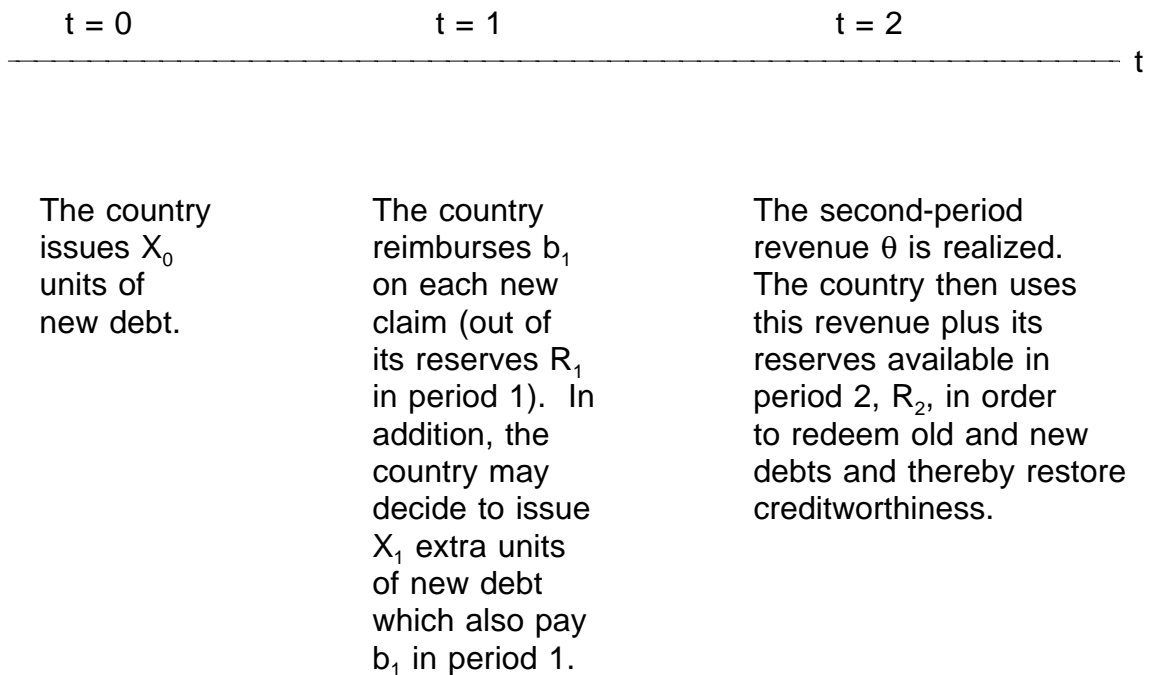 t = 0 t = 1 t = 2
t
The country
issues X₀
units of
new debt.
The country
reimburses b₁
on each new
claim (out of
its reserves R₁
in period 1). In
addition, the
country may
decide to issue
X₁ extra units
of new debt
which also pay
b₁ in period 1.
The second-period
revenue θ is realized.
The country then uses
this revenue plus its
reserves available in
period 2, R₂, in order
to redeem old and new
debts and thereby restore
creditworthiness.